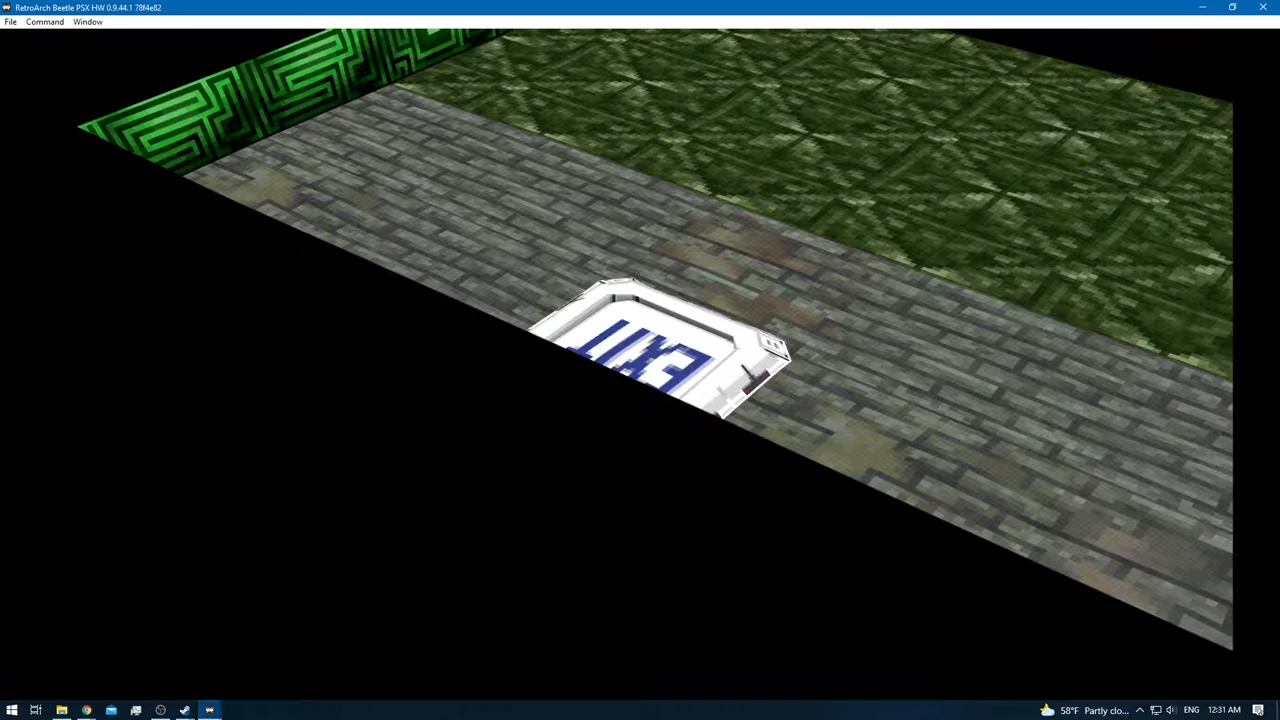 RetroArch Beetle PSX HW 0.9.44.1 78f4e82
File Command Window
EXIT
58°F Partly clo... ENG 12:31 AM